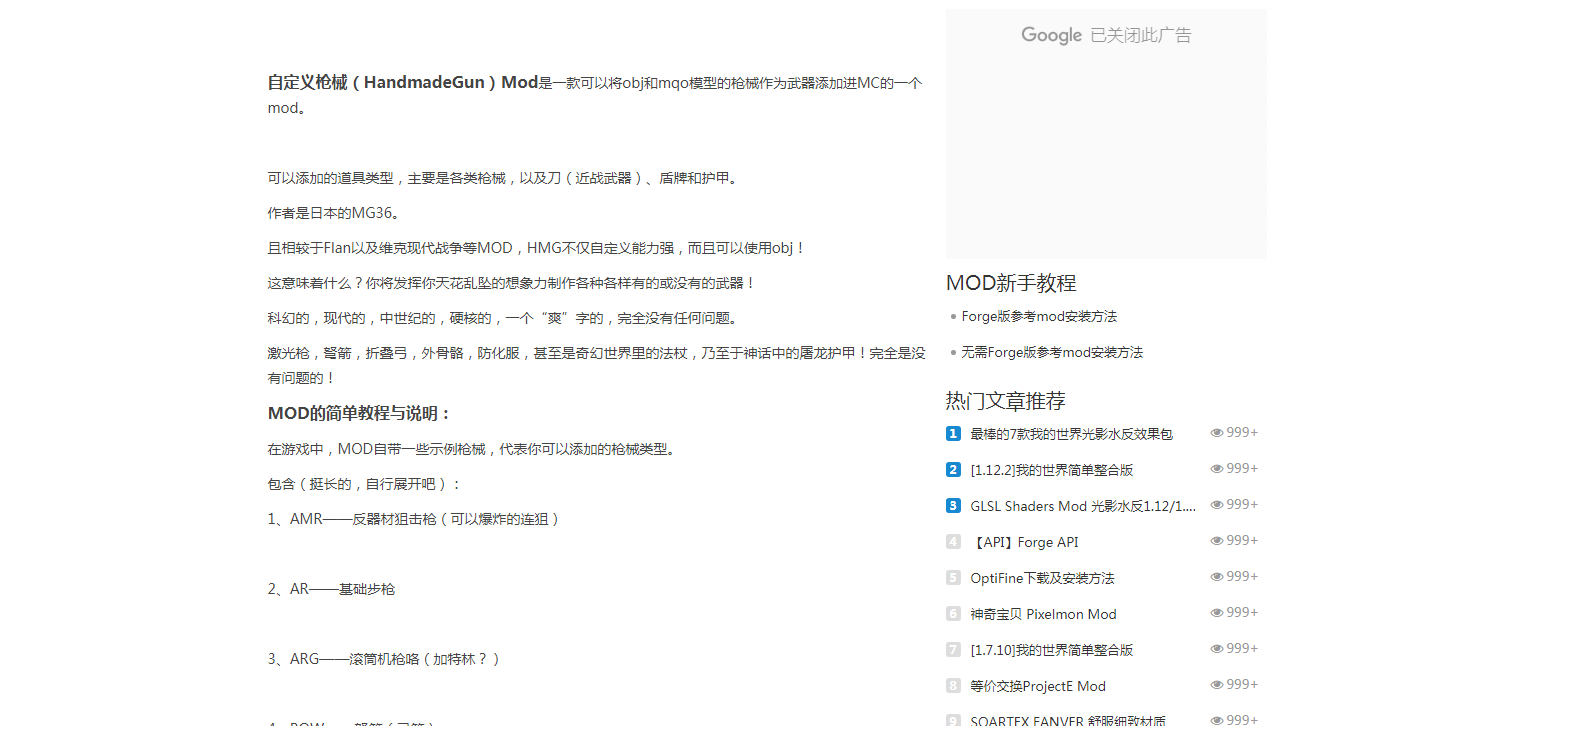 自定义枪械（HandmadeGun）Mod是一款可以将obj和mqo模型的枪械作为武器添加进MC的一个
mod。
可以添加的道具类型，主要是各类枪械，以及刀（近战武器）、盾牌和护甲。
作者是日本的MG36。
且相较于Flan以及维克现代战争等MOD，HMG不仅自定义能力强，而且可以使用obj！
这意味着什么？你将发挥你天花乱坠的想象力制作各种各样有的或没有的武器！
科幻的，现代的，中世纪的，硬核的，一个“爽”字的，完全没有任何问题。
激光枪，弩箭，折叠弓，外骨骼，防化服，甚至是奇幻世界里的法杖，乃至于神话中的屠龙护甲！完全是没
有问题的！
MOD的简单教程与说明：
在游戏中，MOD自带一些示例枪械，代表你可以添加的枪械类型。
包含（挺长的，自行展开吧）：
1、AMR——反器材狙击枪（可以爆炸的连狙）
2、AR——基础步枪
3、ARG——滚筒机枪咯（加特林？）
Google 已关闭此广告
MOD新手教程
Forge版参考mod安装方法
无需Forge版参考mod安装方法
热门文章推荐
1 最棒的7款我的世界光影水反效果包 999+
2 [1.12.2]我的世界简单整合版 999+
3 GLSL Shaders Mod 光影水反1.12/1.... 999+
4 【API】Forge API 999+
5 OptiFine下载及安装方法 999+
6 神奇宝贝 Pixelmon Mod 999+
7 [1.7.10]我的世界简单整合版 999+
8 等价交换ProjectE Mod 999+
9 SOARTEX FANVER 舒服细致材质 999+